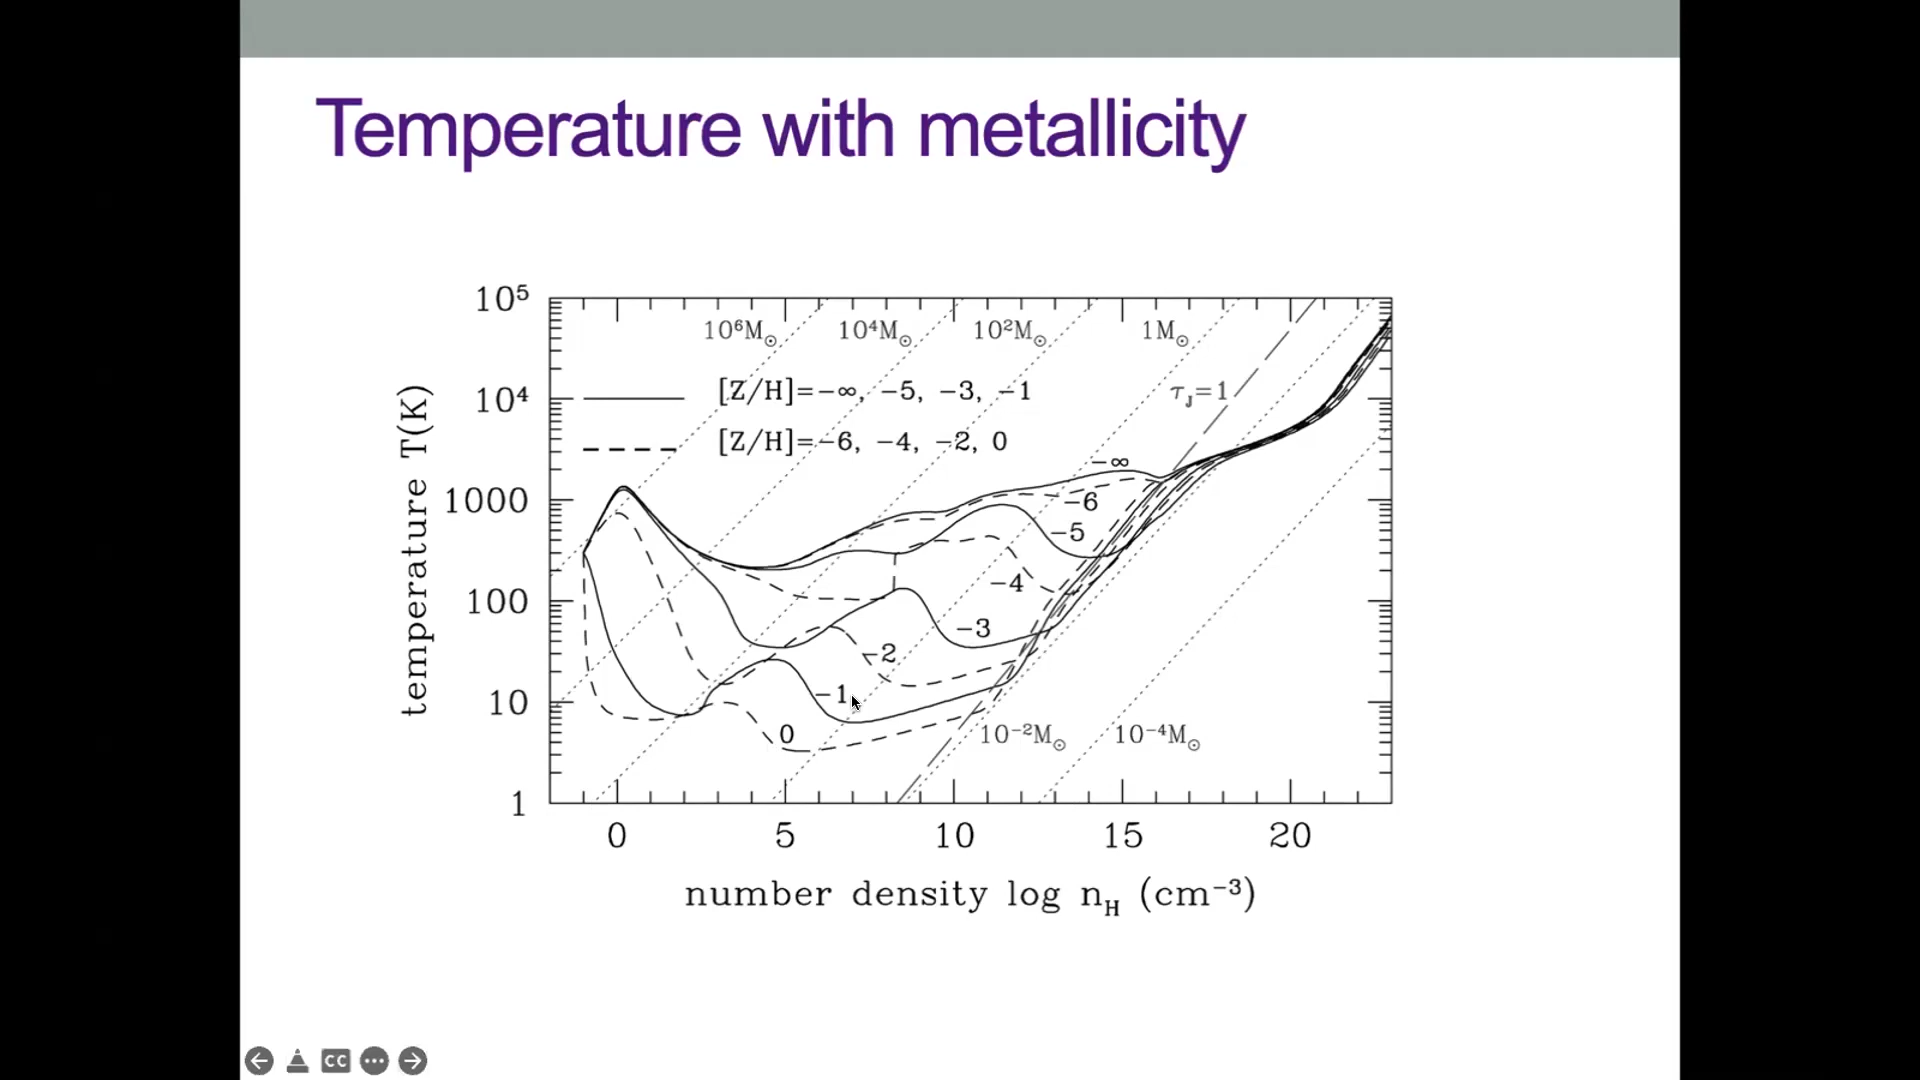 Temperature with metallicity
10⁵
10⁶M☉ 10⁴M☉ 10²M☉ 1M☉
[Z/H]=−∞, −5, −3, −1
τJ=1
10⁴
[Z/H]=−6, −4, −2, 0
−∞
1000
−6
−5
−4
100
−3
−2
−1
10
0
10⁻²M☉ 10⁻⁴M☉
1
temperature T(K)
0 5 10 15 20
number density log nH (cm⁻³)
CC